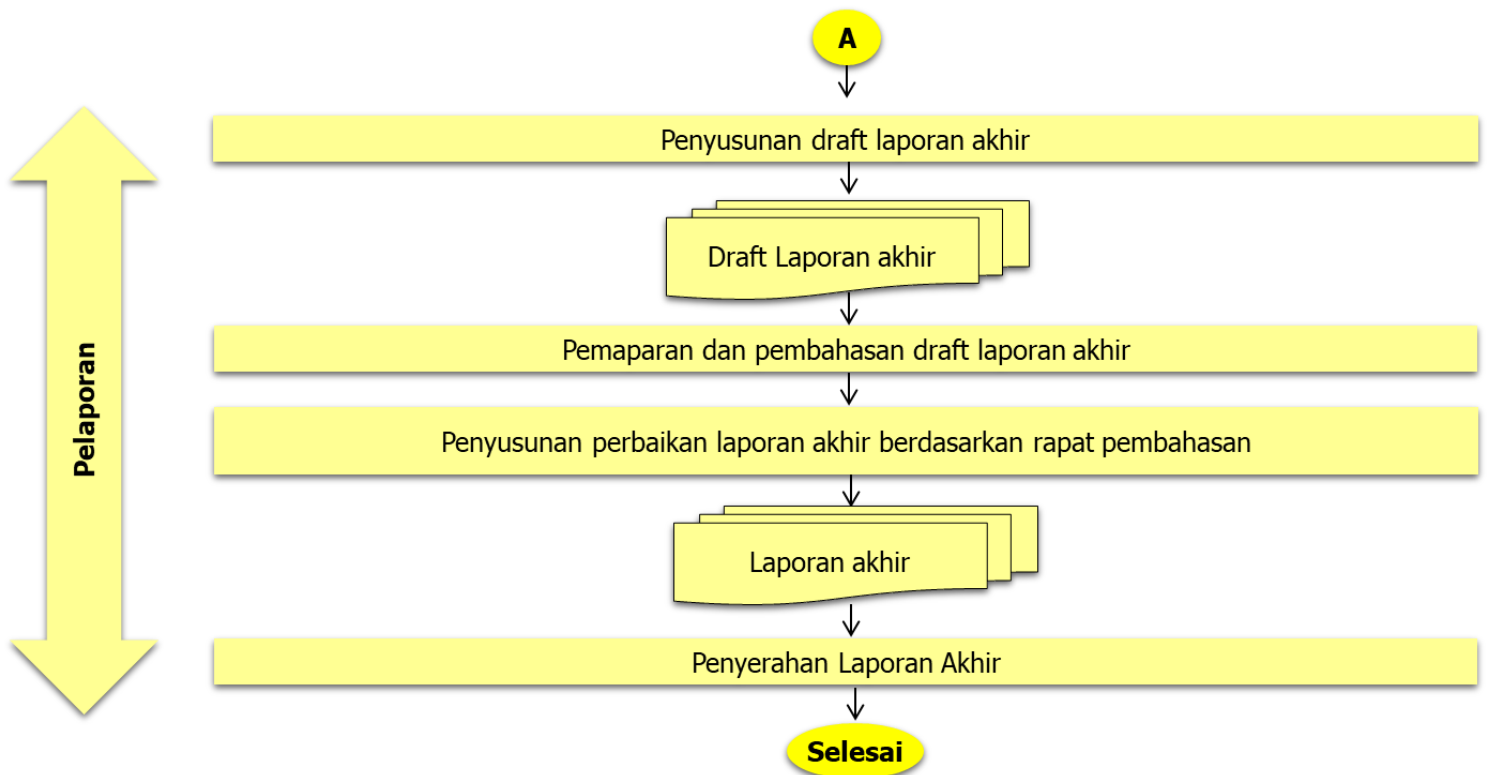 A
Penyusunan draft laporan akhir
Draft Laporan akhir
Pemaparan dan pembahasan draft laporan akhir
Pelaporan
Penyusunan perbaikan laporan akhir berdasarkan rapat pembahasan
Laporan akhir
Penyerahan Laporan Akhir
Selesai